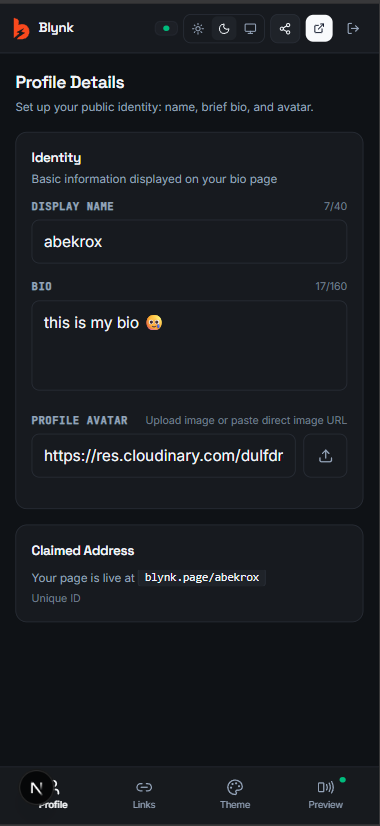 Blynk
Profile Details
Set up your public identity: name, brief bio, and avatar.
Identity
Basic information displayed on your bio page
DISPLAY NAME 7/40
abekrox
BIO 17/160
this is my bio 😂
PROFILE AVATAR Upload image or paste direct image URL
https://res.cloudinary.com/dulfdr
Claimed Address
Your page is live at blynk.page/abekrox
Unique ID
N
Profile Links Theme Preview